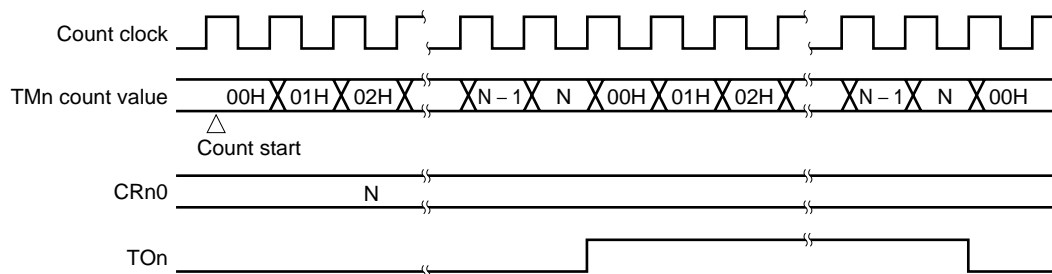 Count clock
TMn count value 00H 01H 02H N – 1 N 00H 01H 02H N – 1 N 00H
Count start
CRn0 N
TOn